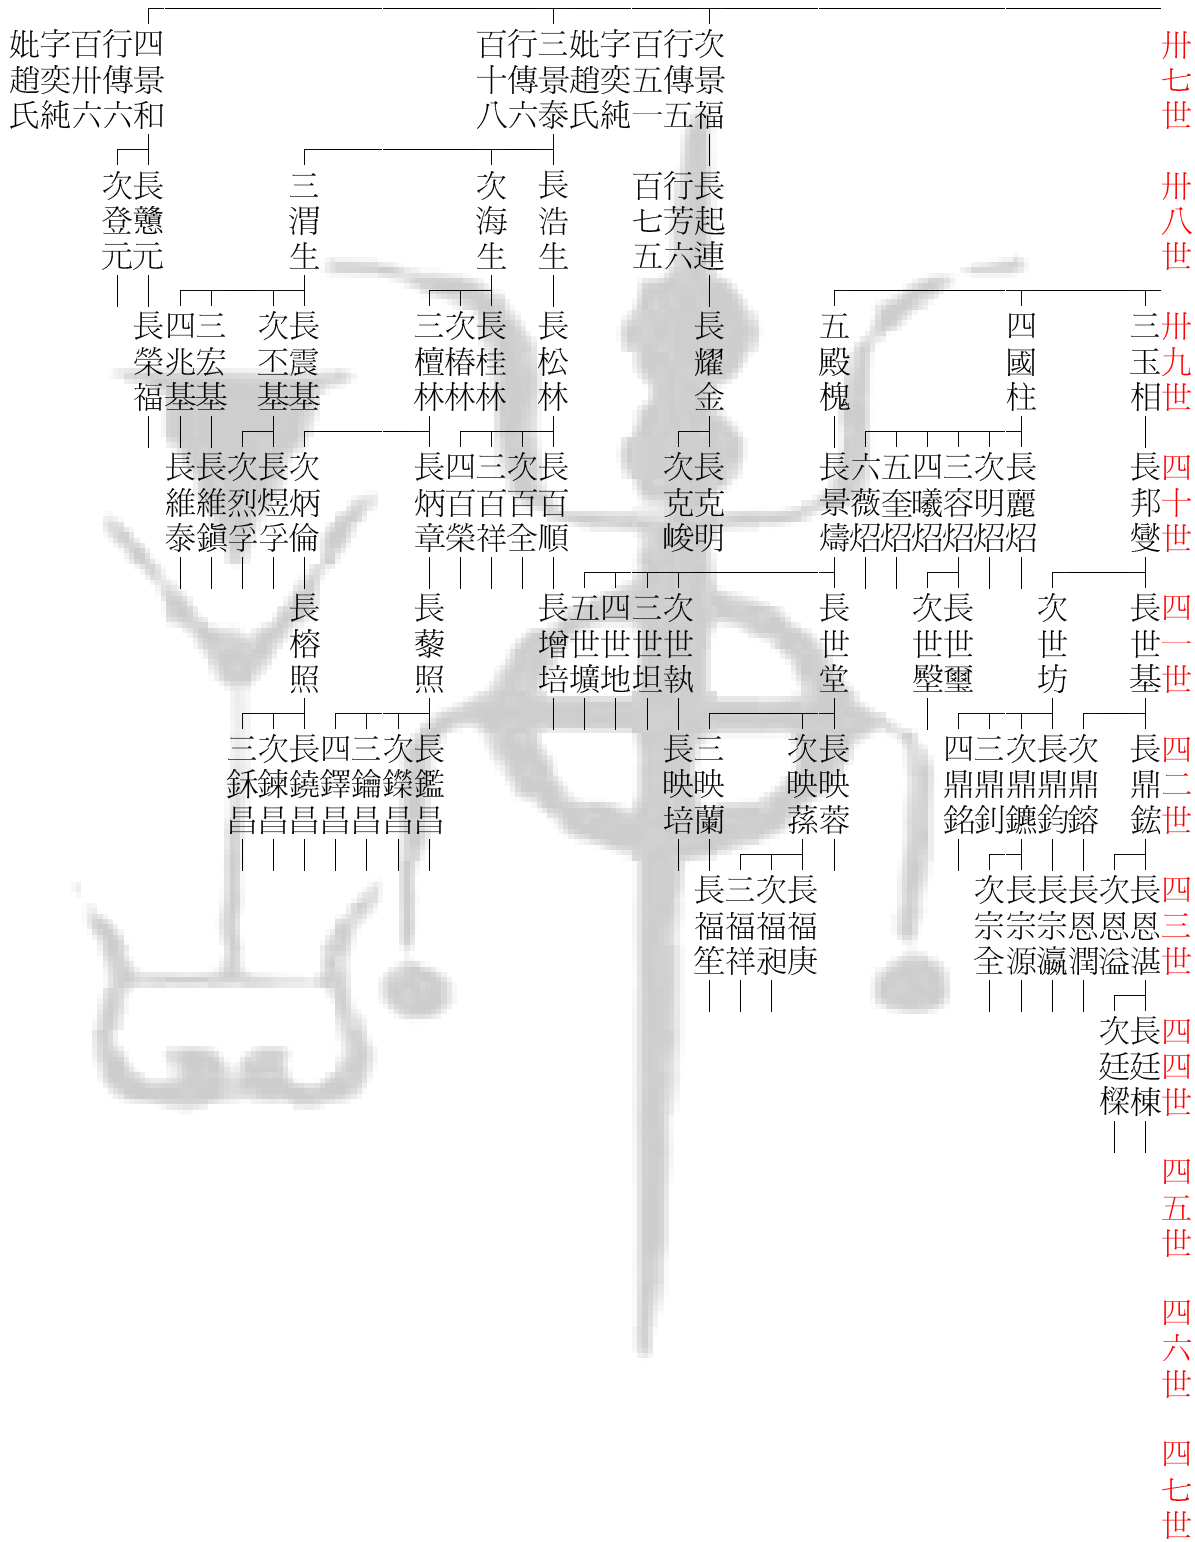 卅七世
次景福
行傳五
百五一
字奕純
妣趙氏
三景泰
行傳六
百十八
四景和
行傳六
百卅六
字奕純
妣趙氏
卅八世
長起連
行芳六
百七五
長浩生
次海生
三渭生
長戇元
次登元
卅九世
三玉相
四國柱
五殿槐
長耀金
長松林
長桂林
次椿林
三檀林
長震基
次丕基
三宏基
四兆基
長榮福
四十世
長邦燮
長麗炤
次明炤
三容炤
四曦炤
五奎炤
六薇炤
長景燾
長克明
次克峻
長百順
次百全
三百祥
四百榮
長炳章
次炳倫
長煜孚
次烈孚
長維鎭
長維泰
四一世
長世基
次世坊
長世璽
次世壂
長世堂
次世執
三世坦
四世地
五世壙
長增培
長藜照
長榕照
四二世
長鼎鋐
次鼎鎔
長鼎鈞
次鼎鑣
三鼎釗
四鼎銘
長映蓉
次映蓀
三映蘭
長映培
長鑑昌
次鑅昌
三鑰昌
四鐸昌
長鐃昌
次鍊昌
三鉌昌
四三世
長恩湛
次恩溢
長恩潤
長宗瀛
長宗源
次宗全
長福庚
次福昶
三福祥
長福笙
四四世
長廷棟
次廷樑
四五世
四六世
四七世